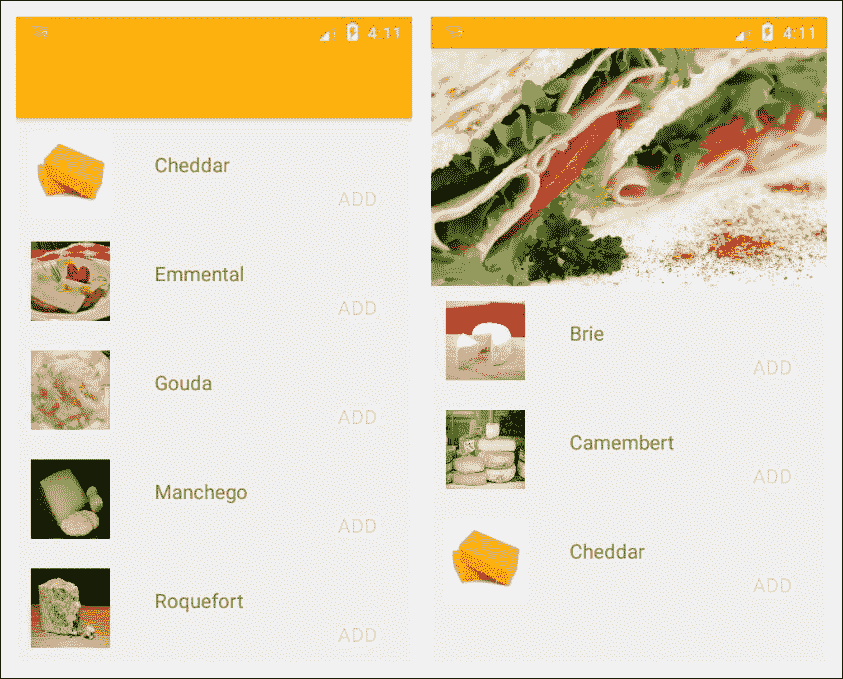 4:11
Cheddar
ADD
Emmental
ADD
Gouda
ADD
Manchego
ADD
Roquefort
ADD
4:11
Brie
ADD
Camembert
ADD
Cheddar
ADD